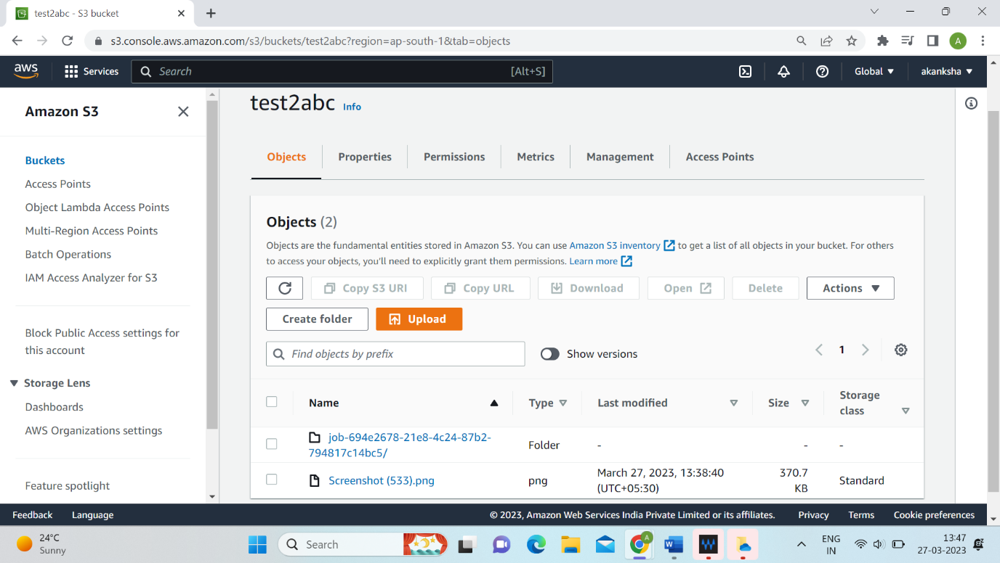 test2abc - S3 bucket
s3.console.aws.amazon.com/s3/buckets/test2abc?region=ap-south-1&tab=objects
A
aws
Services
Search
[Alt+S]
Global
akanksha
Amazon S3
Buckets
Access Points
Object Lambda Access Points
Multi-Region Access Points
Batch Operations
IAM Access Analyzer for S3
Block Public Access settings for
this account
Storage Lens
Dashboards
AWS Organizations settings
Feature spotlight
test2abc Info
Objects
Properties
Permissions
Metrics
Management
Access Points
Objects (2)
Objects are the fundamental entities stored in Amazon S3. You can use Amazon S3 inventory to get a list of all objects in your bucket. For others
to access your objects, you'll need to explicitly grant them permissions. Learn more
Copy S3 URI
Copy URL
Download
Open
Delete
Actions
Create folder
Upload
Find objects by prefix
Show versions
1
Name
Type
Last modified
Size
Storage
class
job-694e2678-21e8-4c24-87b2-
794817c14bc5/
Folder
-
-
-
Screenshot (533).png
png
March 27, 2023, 13:38:40
(UTC+05:30)
370.7
KB
Standard
Feedback
Language
© 2023, Amazon Web Services India Private Limited or its affiliates.
Privacy
Terms
Cookie preferences
24°C
Sunny
Search
A
W
ENG
IN
13:47
27-03-2023